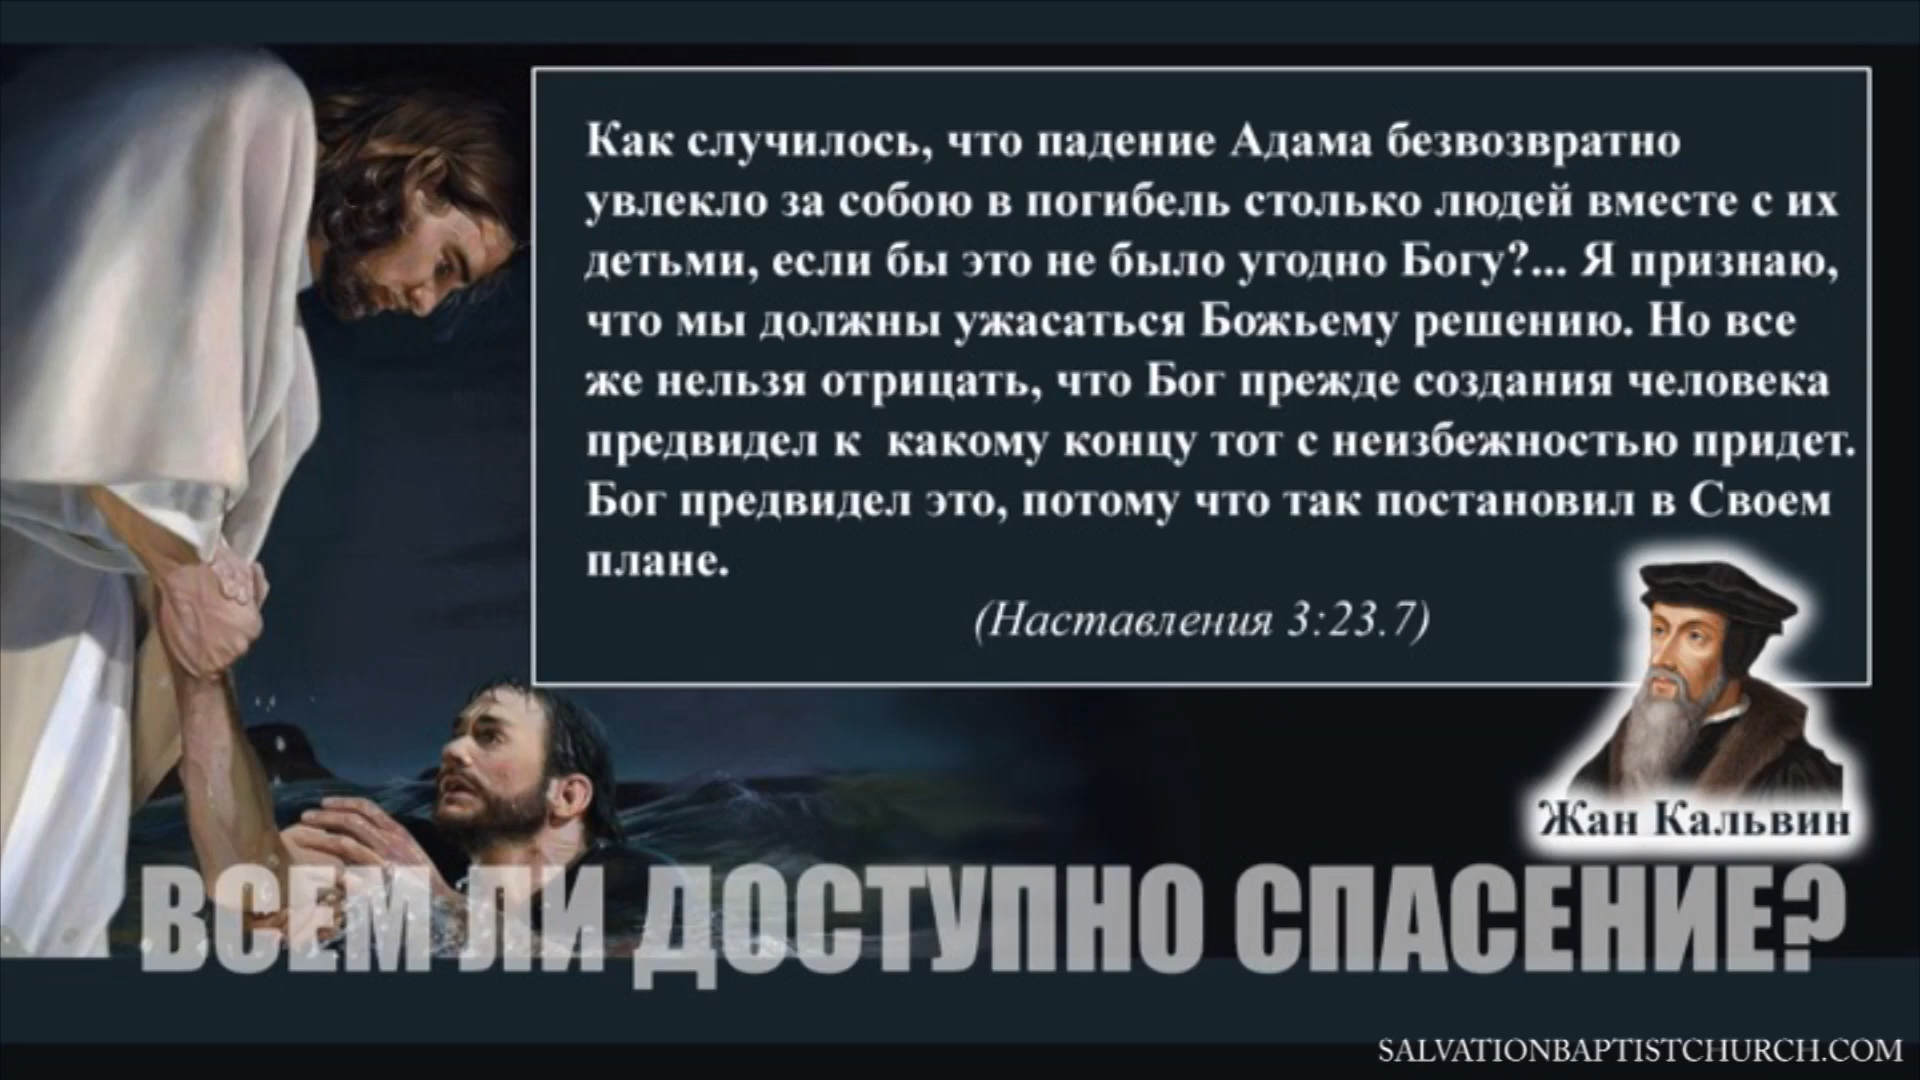 Как случилось, что падение Адама безвозвратно
увлекло за собою в погибель столько людей вместе с их
детьми, если бы это не было угодно Богу?... Я признаю,
что мы должны ужасаться Божьему решению. Но все
же нельзя отрицать, что Бог прежде создания человека
предвидел к какому концу тот с неизбежностью придет.
Бог предвидел это, потому что так постановил в Своем
плане.
(Наставления 3:23.7)
Жан Кальвин
ВСЕМ ЛИ ДОСТУПНО СПАСЕНИЕ?
SALVATIONBAPTISTCHURCH.COM